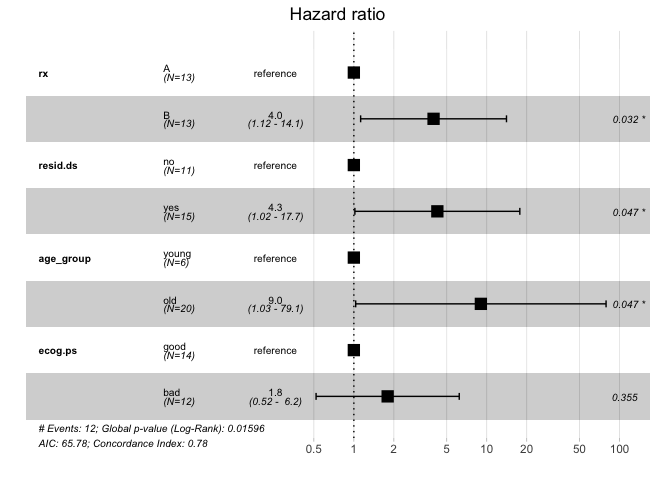 Hazard ratio
rx
A
(N=13)
reference
B
(N=13)
4.0
(1.12 - 14.1)
0.032 *
resid.ds
no
(N=11)
reference
yes
(N=15)
4.3
(1.02 - 17.7)
0.047 *
age_group
young
(N=6)
reference
old
(N=20)
9.0
(1.03 - 79.1)
0.047 *
ecog.ps
good
(N=14)
reference
bad
(N=12)
1.8
(0.52 - 6.2)
0.355
# Events: 12; Global p-value (Log-Rank): 0.01596
AIC: 65.78; Concordance Index: 0.78
0.5 1 2 5 10 20 50 100